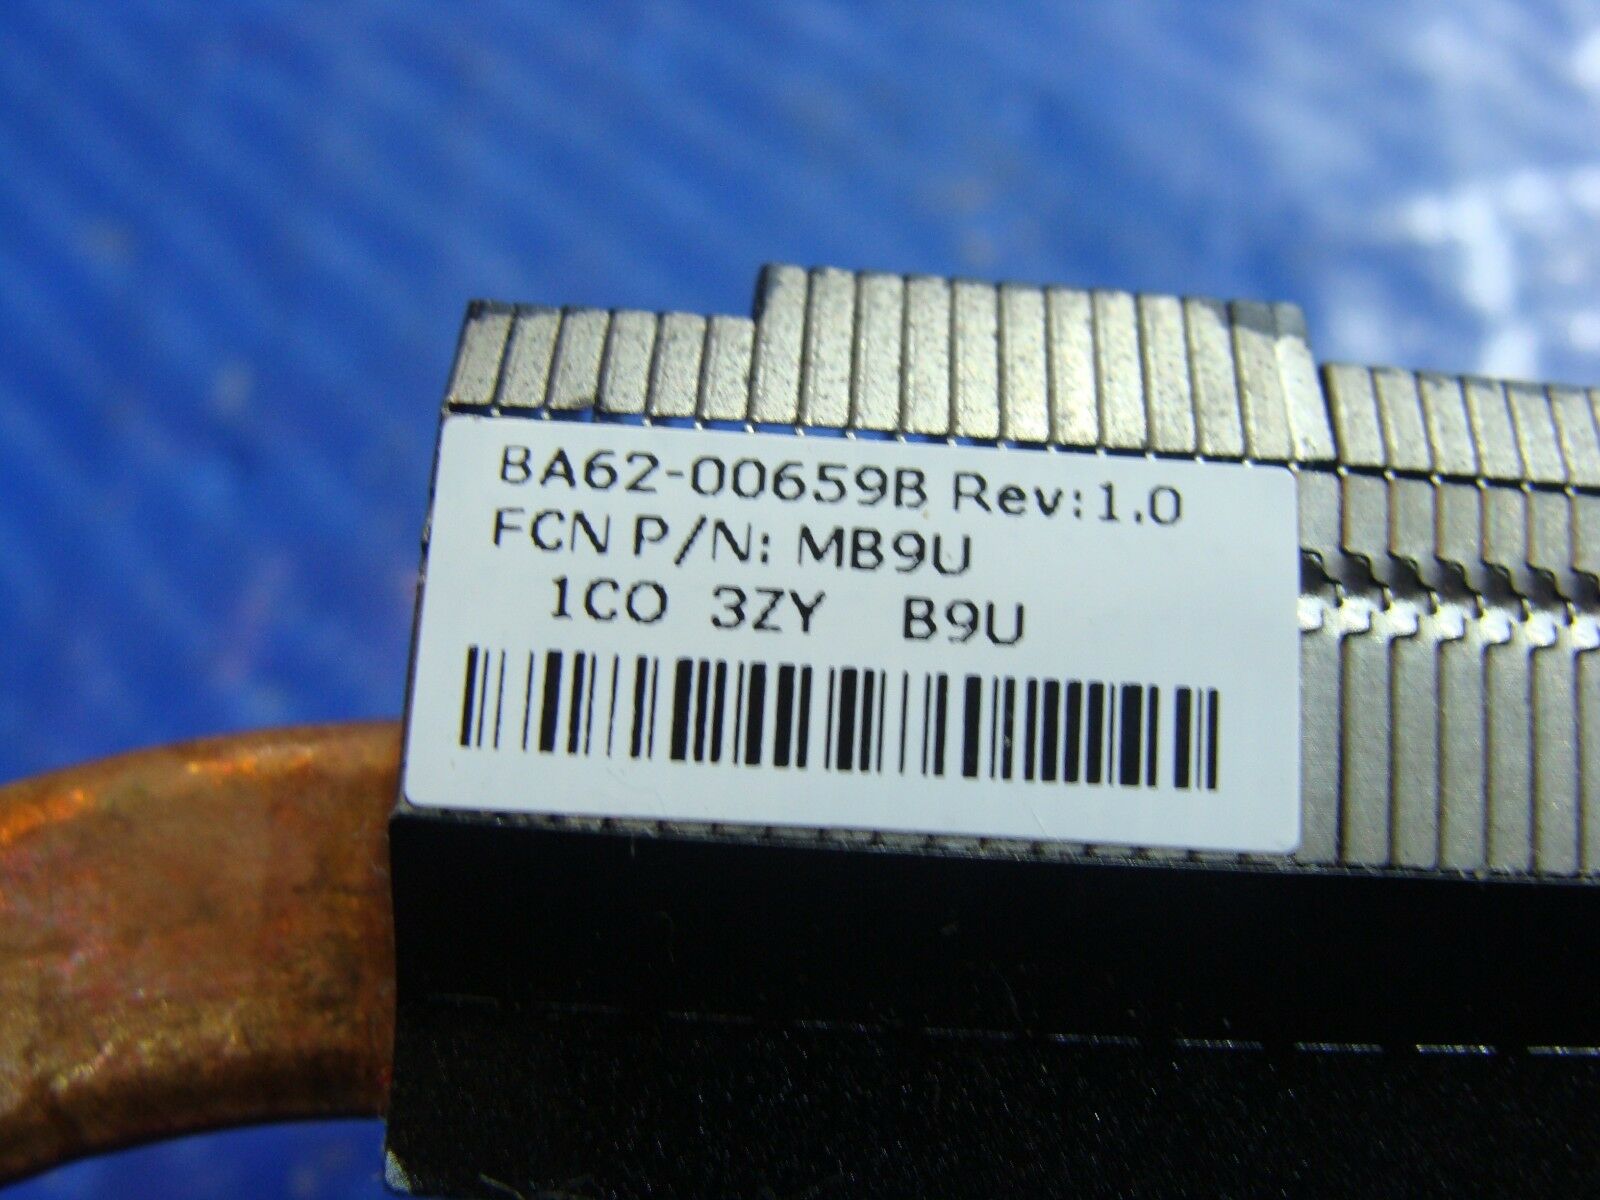 BA62-00659B Rev:1.0
FCN P/N: MB9U
1CO 3ZY B9U